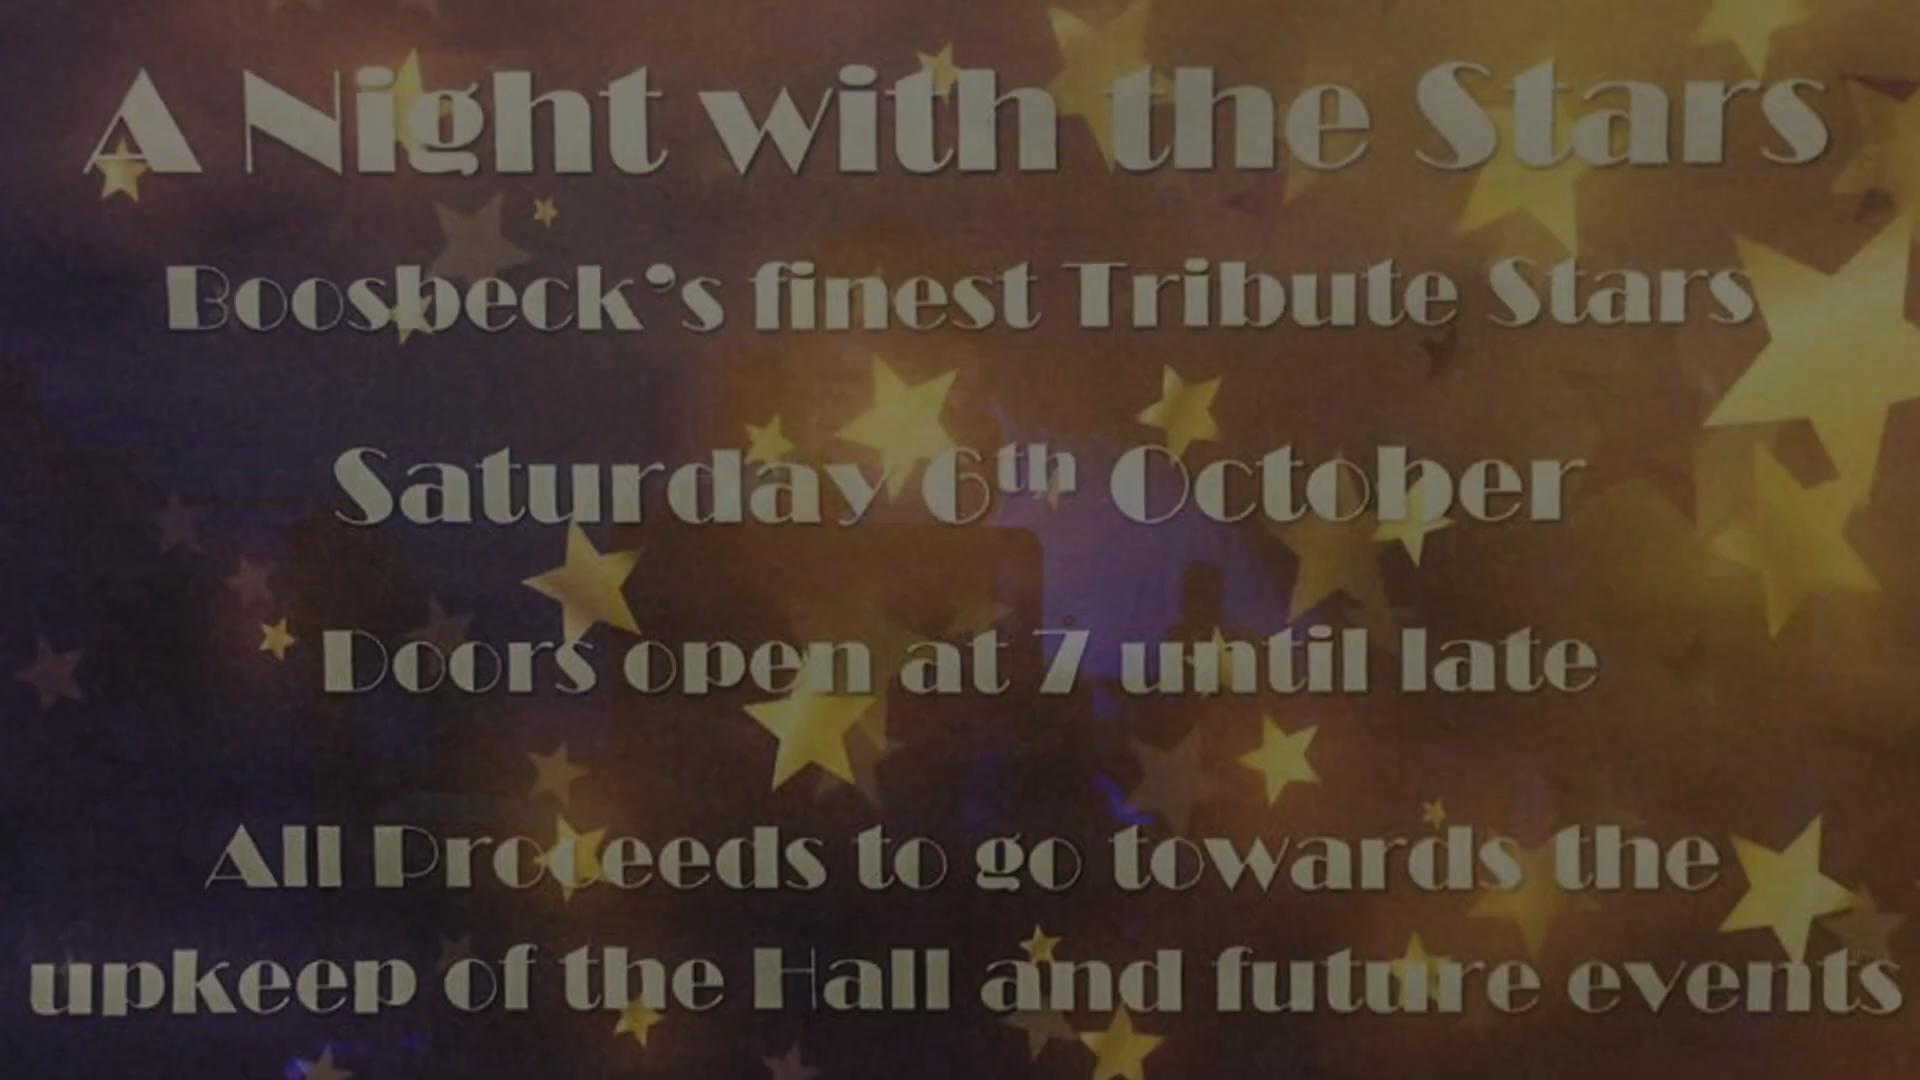 A Night with the Stars
Boosbeck's finest Tribute Stars
Saturday 6th October
Doors open at 7 until late
All Proceeds to go towards the
upkeep of the Hall and future events